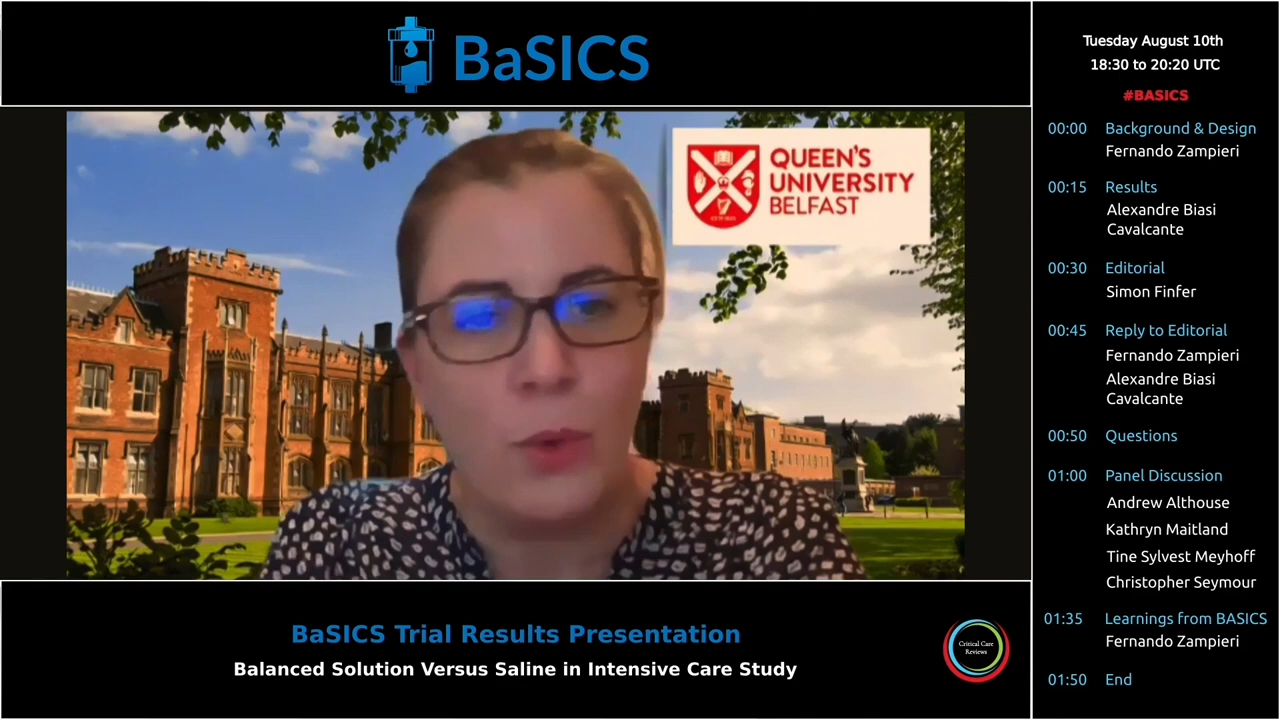 BaSICS
QUEEN'S
UNIVERSITY
BELFAST
BaSICS Trial Results Presentation
Balanced Solution Versus Saline in Intensive Care Study
Critical Care
Reviews
Tuesday August 10th
18:30 to 20:20 UTC
#BASICS
00:00 Background & Design
Fernando Zampieri
00:15 Results
Alexandre Biasi
Cavalcante
00:30 Editorial
Simon Finfer
00:45 Reply to Editorial
Fernando Zampieri
Alexandre Biasi
Cavalcante
00:50 Questions
01:00 Panel Discussion
Andrew Althouse
Kathryn Maitland
Tine Sylvest Meyhoff
Christopher Seymour
01:35 Learnings from BASICS
Fernando Zampieri
01:50 End